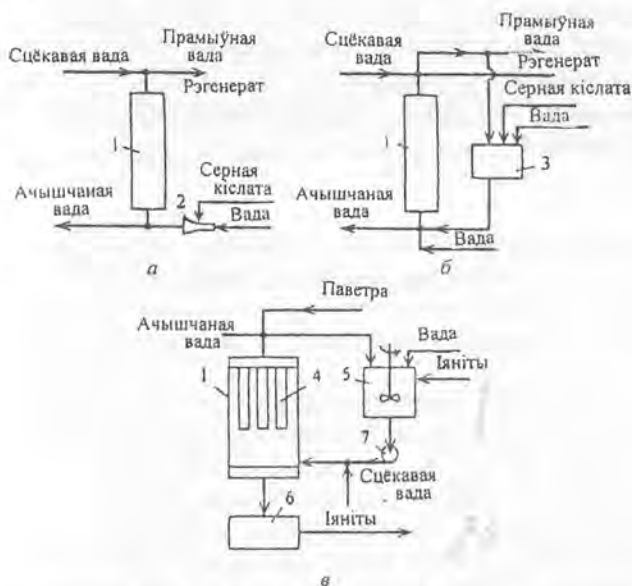 Сцёкавая вада
Прамыўная
вада
Рэгенерат
1
Ачышчаная
вада
2
Серная
кіслата
Вада
а
Сцёкавая
вада
Прамыўная
вада
Рэгенерат
Серная кіслата
Вада
1
3
Ачышчаная
вада
Вада
б
Паветра
Ачышчаная
вада
Вада
Іяніты
1
4
5
7
Сцёкавая
вада
6
Іяніты
в